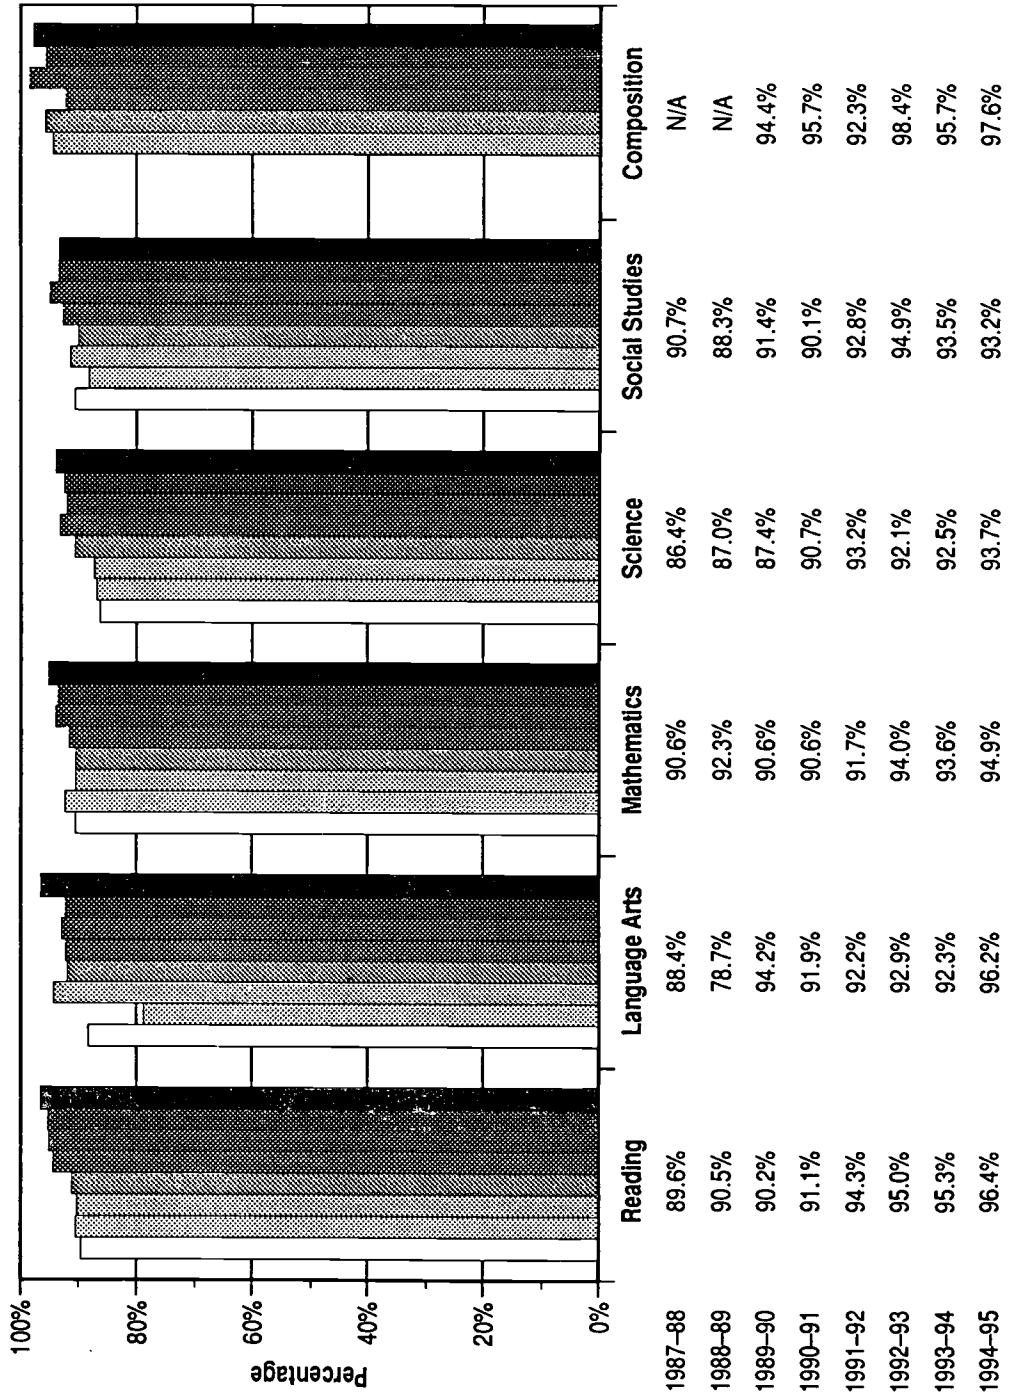 Percentage
100%
80%
60%
40%
20%
0%
Reading Language Arts Mathematics Science Social Studies Composition
1987–88 89.6% 88.4% 90.6% 86.4% 90.7% N/A
1988–89 90.5% 78.7% 92.3% 87.0% 88.3% N/A
1989–90 90.2% 94.2% 90.6% 87.4% 91.4% 94.4%
1990–91 91.1% 91.9% 90.6% 90.7% 90.1% 95.7%
1991–92 94.3% 92.2% 91.7% 93.2% 92.8% 92.3%
1992–93 95.0% 92.9% 94.0% 92.1% 94.9% 98.4%
1993–94 95.3% 92.3% 93.6% 92.5% 93.5% 95.7%
1994–95 96.4% 96.2% 94.9% 93.7% 93.2% 97.6%